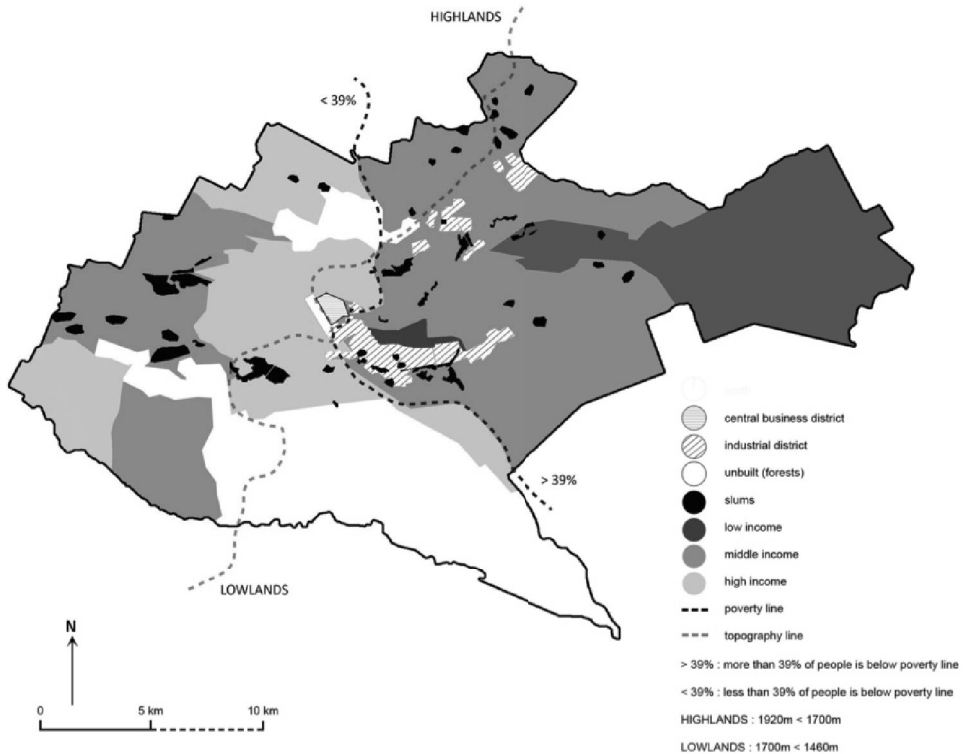 HIGHLANDS
< 39%
central business district
industrial district
unbuilt (forests)
> 39%
slums
low income
middle income
LOWLANDS
high income
poverty line
N
topography line
> 39% : more than 39% of people is below poverty line
< 39% : less than 39% of people is below poverty line
0 5 km 10 km
HIGHLANDS : 1920m < 1700m
LOWLANDS : 1700m < 1460m